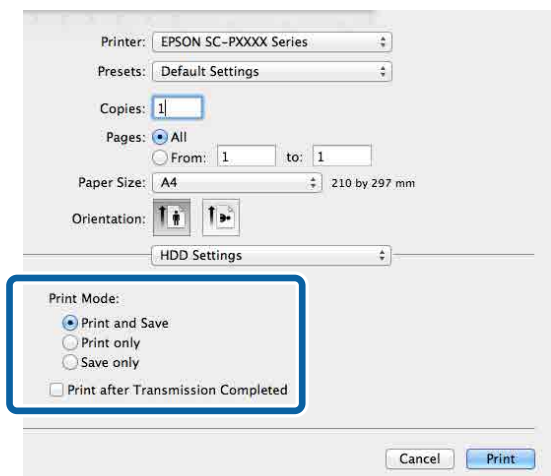 Printer: EPSON SC-PXXXX Series
Presets: Default Settings
Copies: 1
Pages: All
From: 1 to: 1
Paper Size: A4 210 by 297 mm
Orientation:
HDD Settings
Print Mode:
Print and Save
Print only
Save only
Print after Transmission Completed
Cancel Print